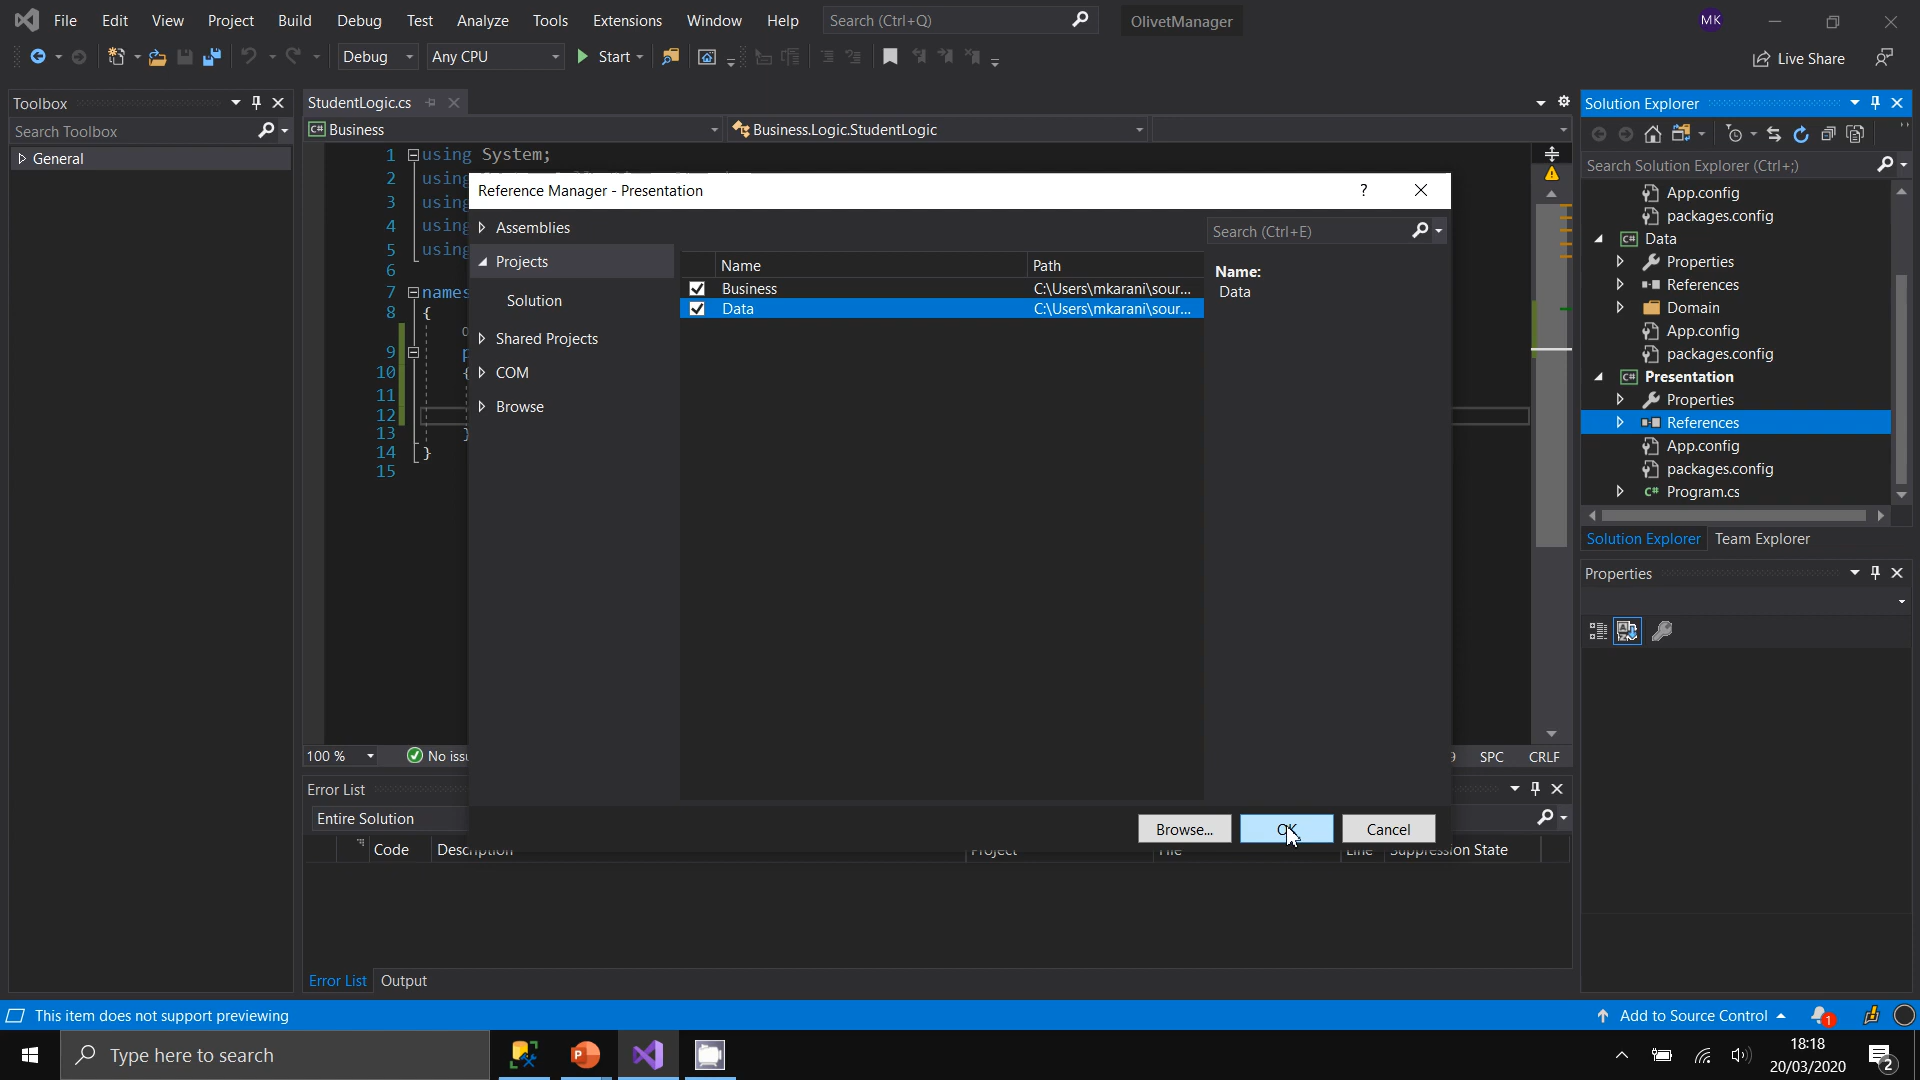 File Edit View Project Build Debug Test Analyze Tools Extensions Window Help Search (Ctrl+Q) OlivetManager MK
Debug Any CPU Start Live Share
Toolbox
Search Toolbox
General
StudentLogic.cs
Business Business.Logic.StudentLogic
1 using System;
2
3
4
5
6
7
8 {
9
10
11
12
13 }
14 }
15
100 %
SPC CRLF
Reference Manager - Presentation ?
Assemblies
Projects
Solution
Shared Projects
COM
Browse
Name Path
Business C:\Users\mkarani\sour...
Data C:\Users\mkarani\sour...
Search (Ctrl+E)
Name:
Data
Browse... OK Cancel
Error List
Entire Solution
Code Description Project File Line Suppression State
Error List Output
Solution Explorer
Search Solution Explorer (Ctrl+;)
App.config
packages.config
Data
Properties
References
Domain
App.config
packages.config
Presentation
Properties
References
App.config
packages.config
Program.cs
Solution Explorer Team Explorer
Properties
This item does not support previewing Add to Source Control 1
Type here to search
18:18
20/03/2020
2